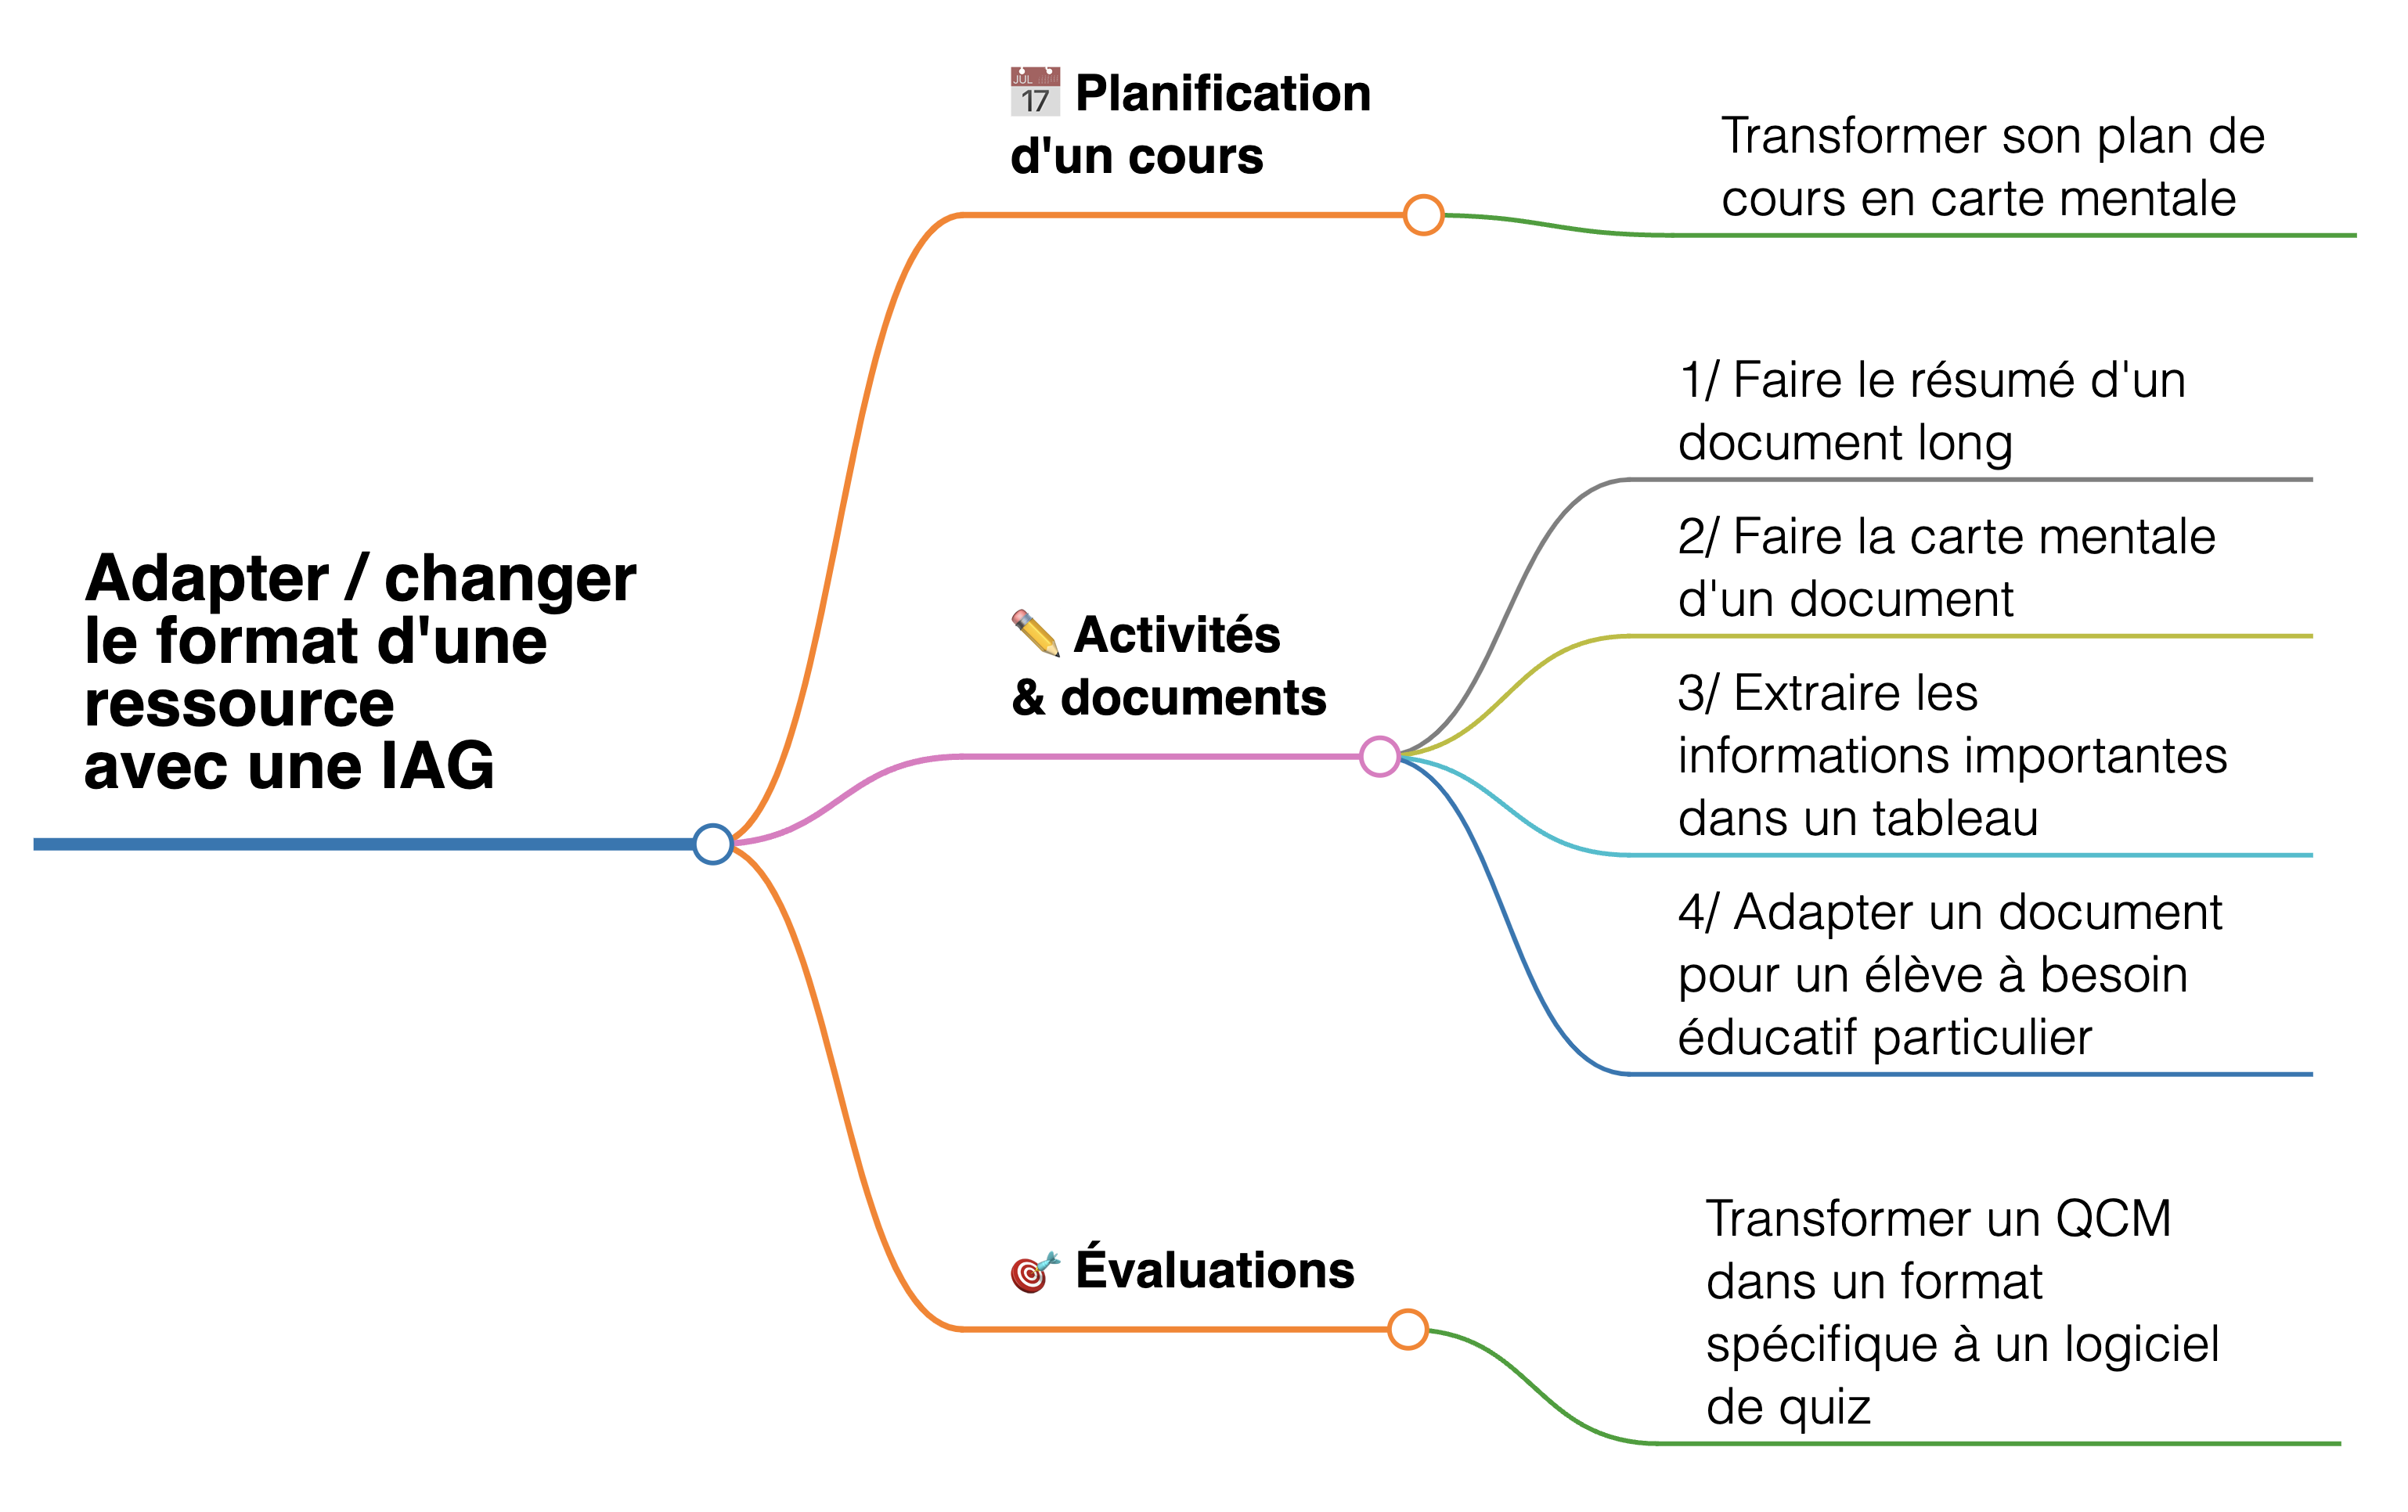 Adapter / changer
le format d'une
ressource
avec une IAG
JUL
17
Planification
d'un cours
Transformer son plan de
cours en carte mentale
Activités
& documents
1/ Faire le résumé d'un
document long
2/ Faire la carte mentale
d'un document
3/ Extraire les
informations importantes
dans un tableau
4/ Adapter un document
pour un élève à besoin
éducatif particulier
Évaluations
Transformer un QCM
dans un format
spécifique à un logiciel
de quiz